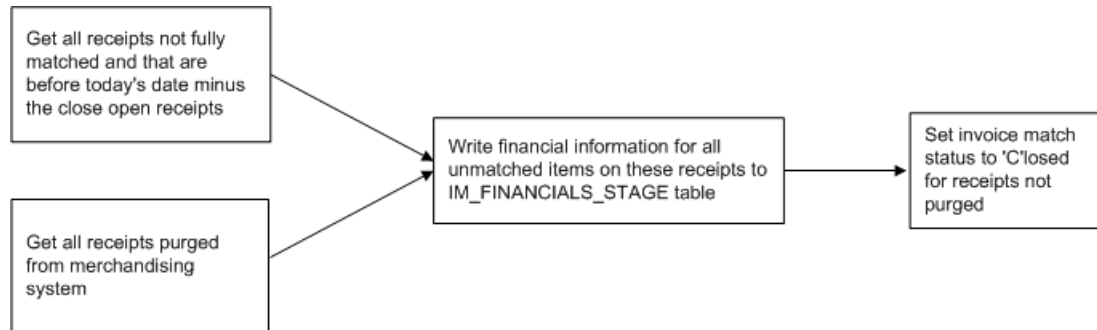 Get all receipts not fully
matched and that are
before today's date minus
the close open receipts
Get all receipts purged
from merchandising
system
Write financial information for all
unmatched items on these receipts to
IM_FINANCIALS_STAGE table
Set invoice match
status to 'C'losed
for receipts not
purged